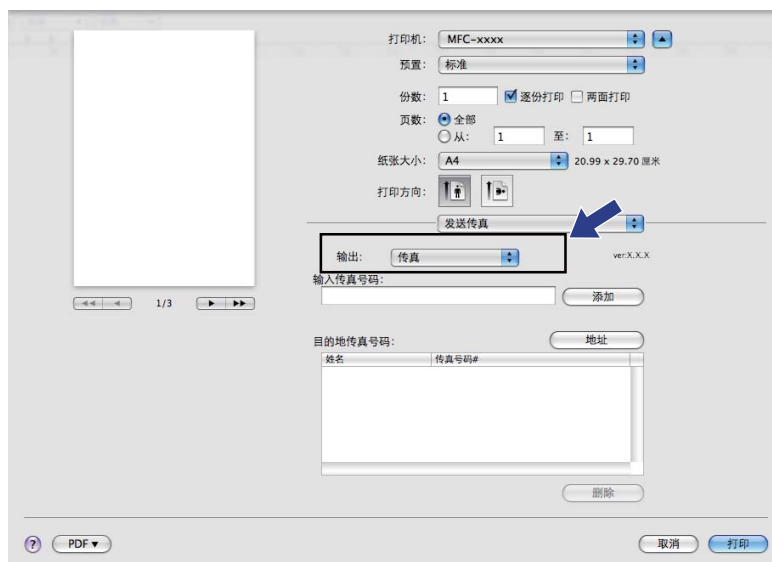 打印机: MFC-xxxx
预置: 标准
份数: 1 逐份打印 两面打印
页数: 全部
从: 1 至: 1
纸张大小: A4 20.99 x 29.70 厘米
打印方向:
发送传真
输出: 传真 ver:X.X.X
输入传真号码:
添加
1/3
目的地传真号码: 地址
姓名 传真号码#
删除
? PDF▼ 取消 打印